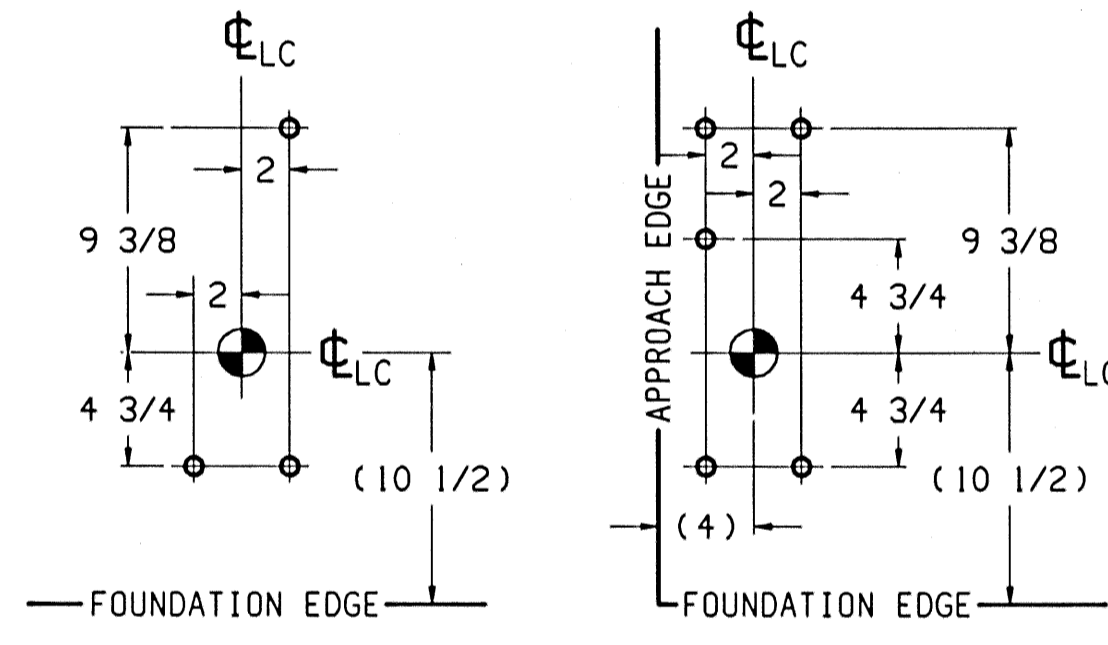 ℄LC
2
9 3/8
2
℄LC
4 3/4
(10 1/2)
FOUNDATION EDGE
℄LC
2
2
APPROACH EDGE
9 3/8
4 3/4
℄LC
4 3/4
(10 1/2)
(4)
FOUNDATION EDGE